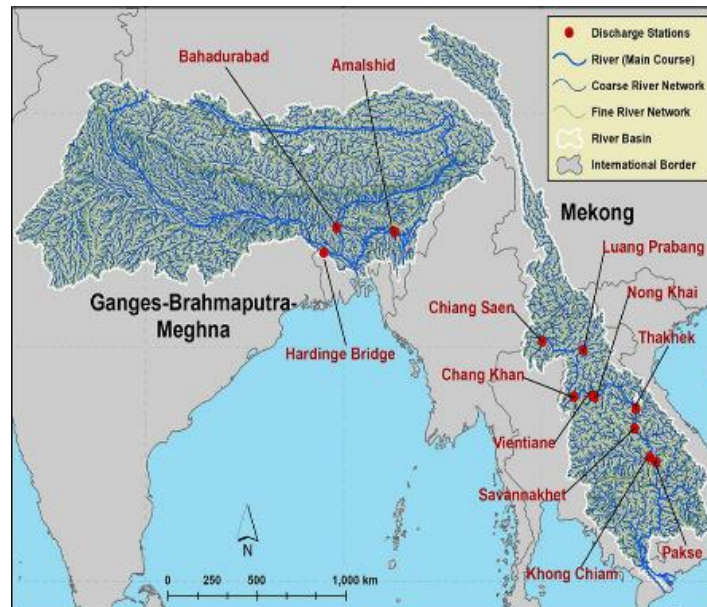 Discharge Stations
River (Main Course)
Coarse River Network
Fine River Network
River Basin
International Border
Bahadurabad
Amalshid
Mekong
Luang Prabang
Nong Khai
Ganges-Brahmaputra-
Meghna
Chiang Saen
Thakhek
Hardinge Bridge
Chang Khan
Vientiane
Savannakhet
Pakse
Khong Chiam
N
0 250 500 1,000 km